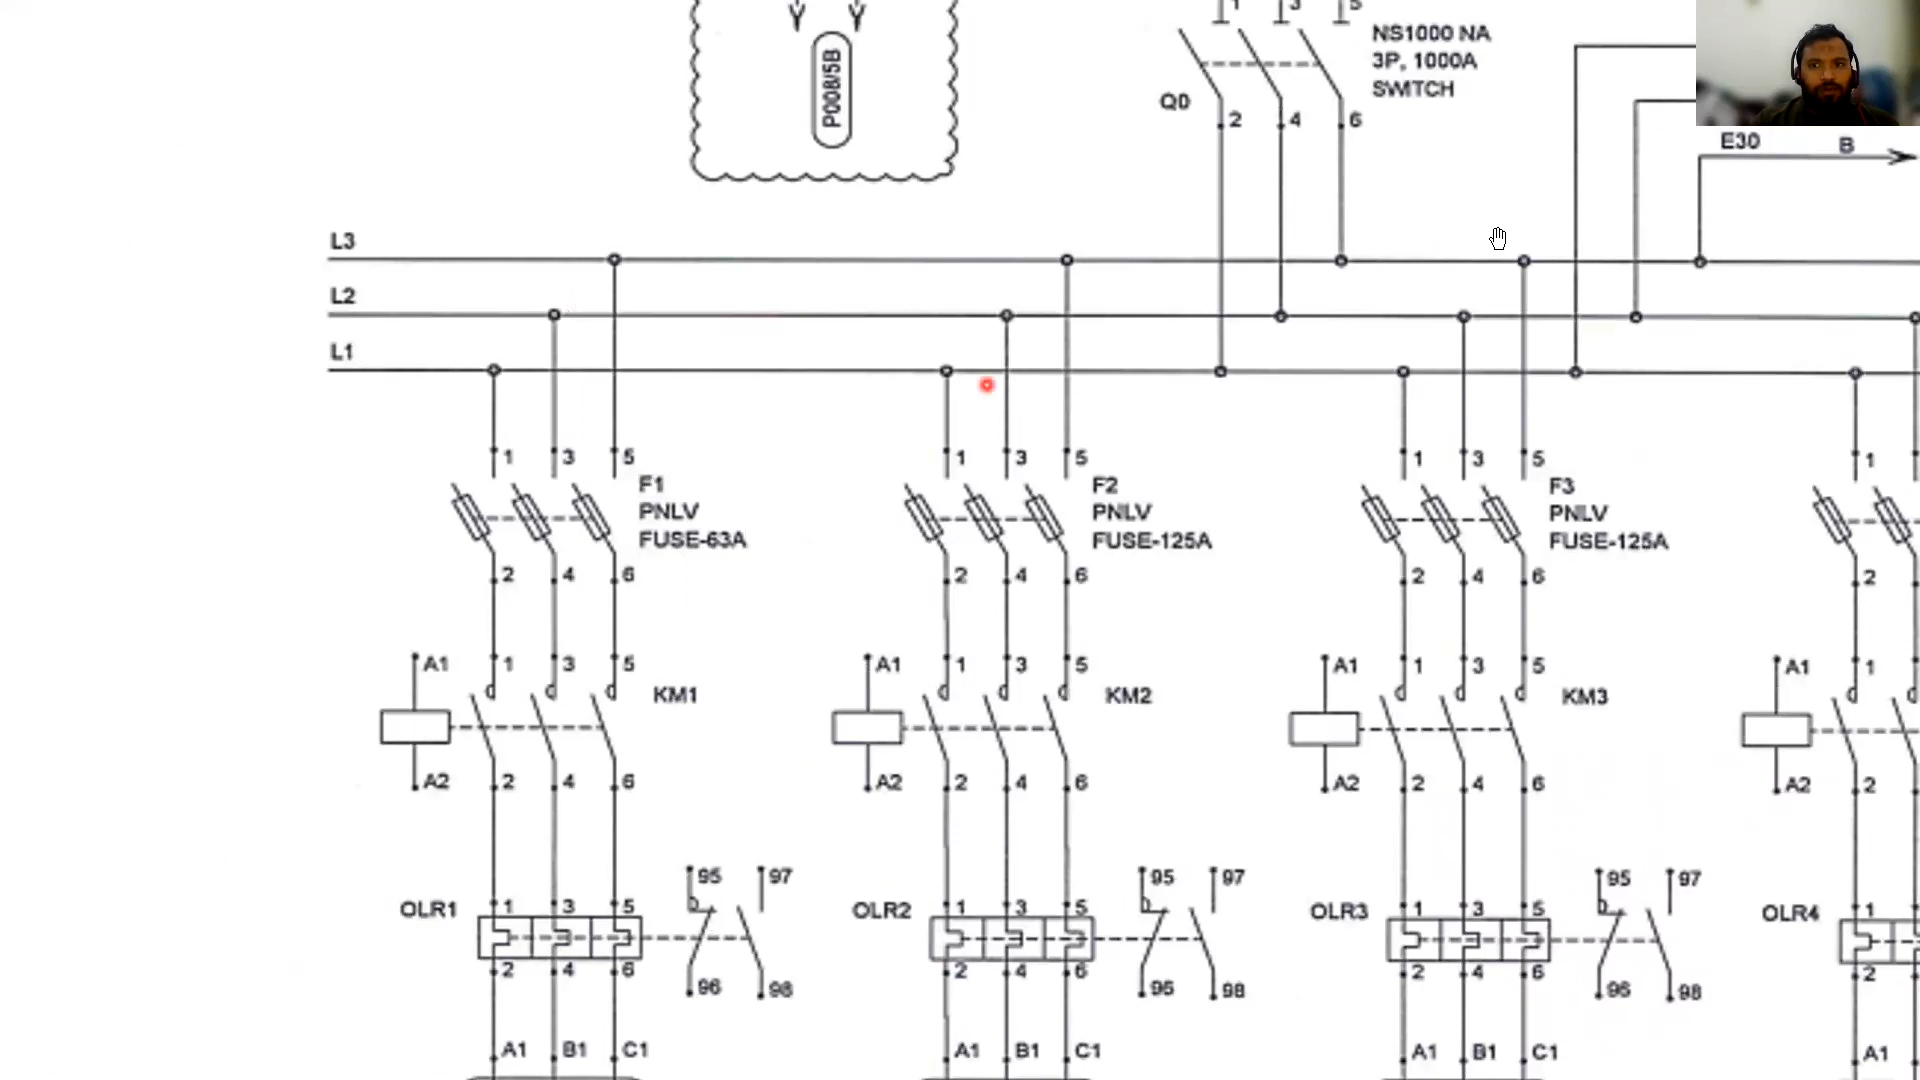 1 3 5
NS1000 NA
3P, 1000A
SWITCH
P008/5B
Q0
2 4 6
E30 B
L3
L2
L1
1 3 5
F1
PNLV
FUSE-63A
2 4 6
1 3 5
F2
PNLV
FUSE-125A
2 4 6
1 3 5
F3
PNLV
FUSE-125A
2 4 6
1
2
A1 1 3 5
KM1
A2 2 4 6
A1 1 3 5
KM2
A2 2 4 6
A1 1 3 5
KM3
A2 2 4 6
A1 1
A2 2
95 97
OLR1 1 3 5
2 4 6 96 98
95 97
OLR2 1 3 5
2 4 6 95 98
95 97
OLR3 1 3 5
2 4 6 96 98
OLR4 1
2
A1 B1 C1
A1 B1 C1
A1 B1 C1
A1